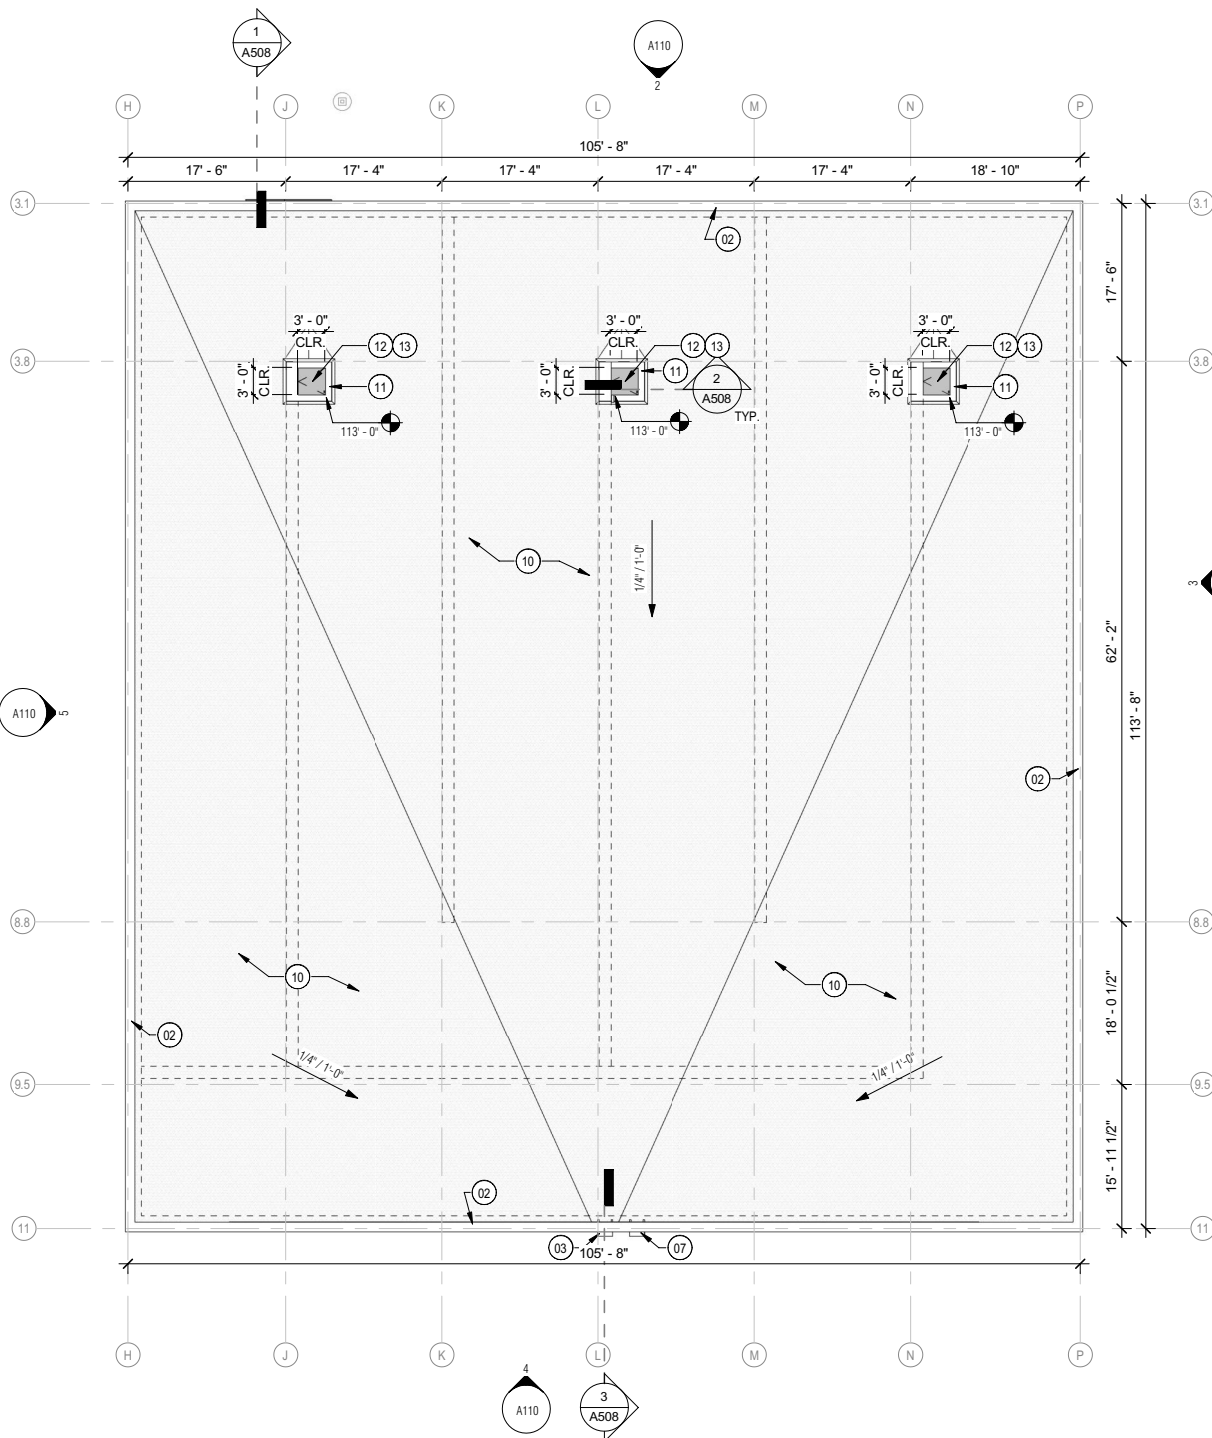 1
A508
A110
2
H J K L M N P
105' - 8"
17' - 6" 17' - 4" 17' - 4" 17' - 4" 17' - 4" 18' - 10"
3.1 3.1
02
17' - 6"
3' - 0" 3' - 0" 3' - 0"
CLR. CLR. CLR.
12 13 12 13 12 13
3.8 3.8
3' - 0" CLR. 11 3' - 0" CLR. 11 3' - 0" CLR. 11
2
A508
TYP.
113' - 0" 113' - 0" 113' - 0"
10
1/4" / 1'-0"
3
62' - 2"
113' - 8"
A110 5
02
8.8 8.8
10 10
18' - 0 1/2"
02
1/4" / 1'-0" 1/4" / 1'-0"
9.5 9.5
15' - 11 1/2"
02
11 11
03 07
105' - 8"
H J K L M N P
4
A110
3
A508